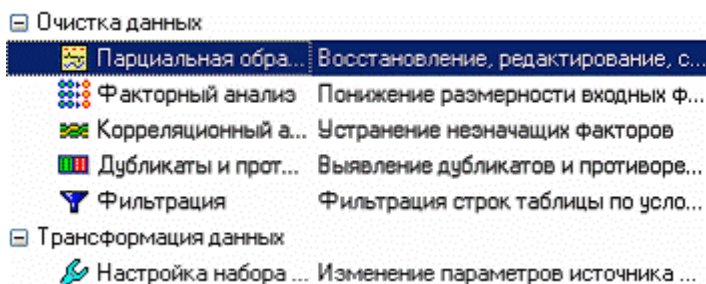 Очистка данных
Парциальная обра... Восстановление, редактирование, с...
Факторный анализ Понижение размерности входных ф...
Корреляционный а... Устранение незначащих факторов
Дубликаты и прот... Выявление дубликатов и противоре...
Фильтрация Фильтрация строк таблицы по усло...
Трансформация данных
Настройка набора ... Изменение параметров источника ...